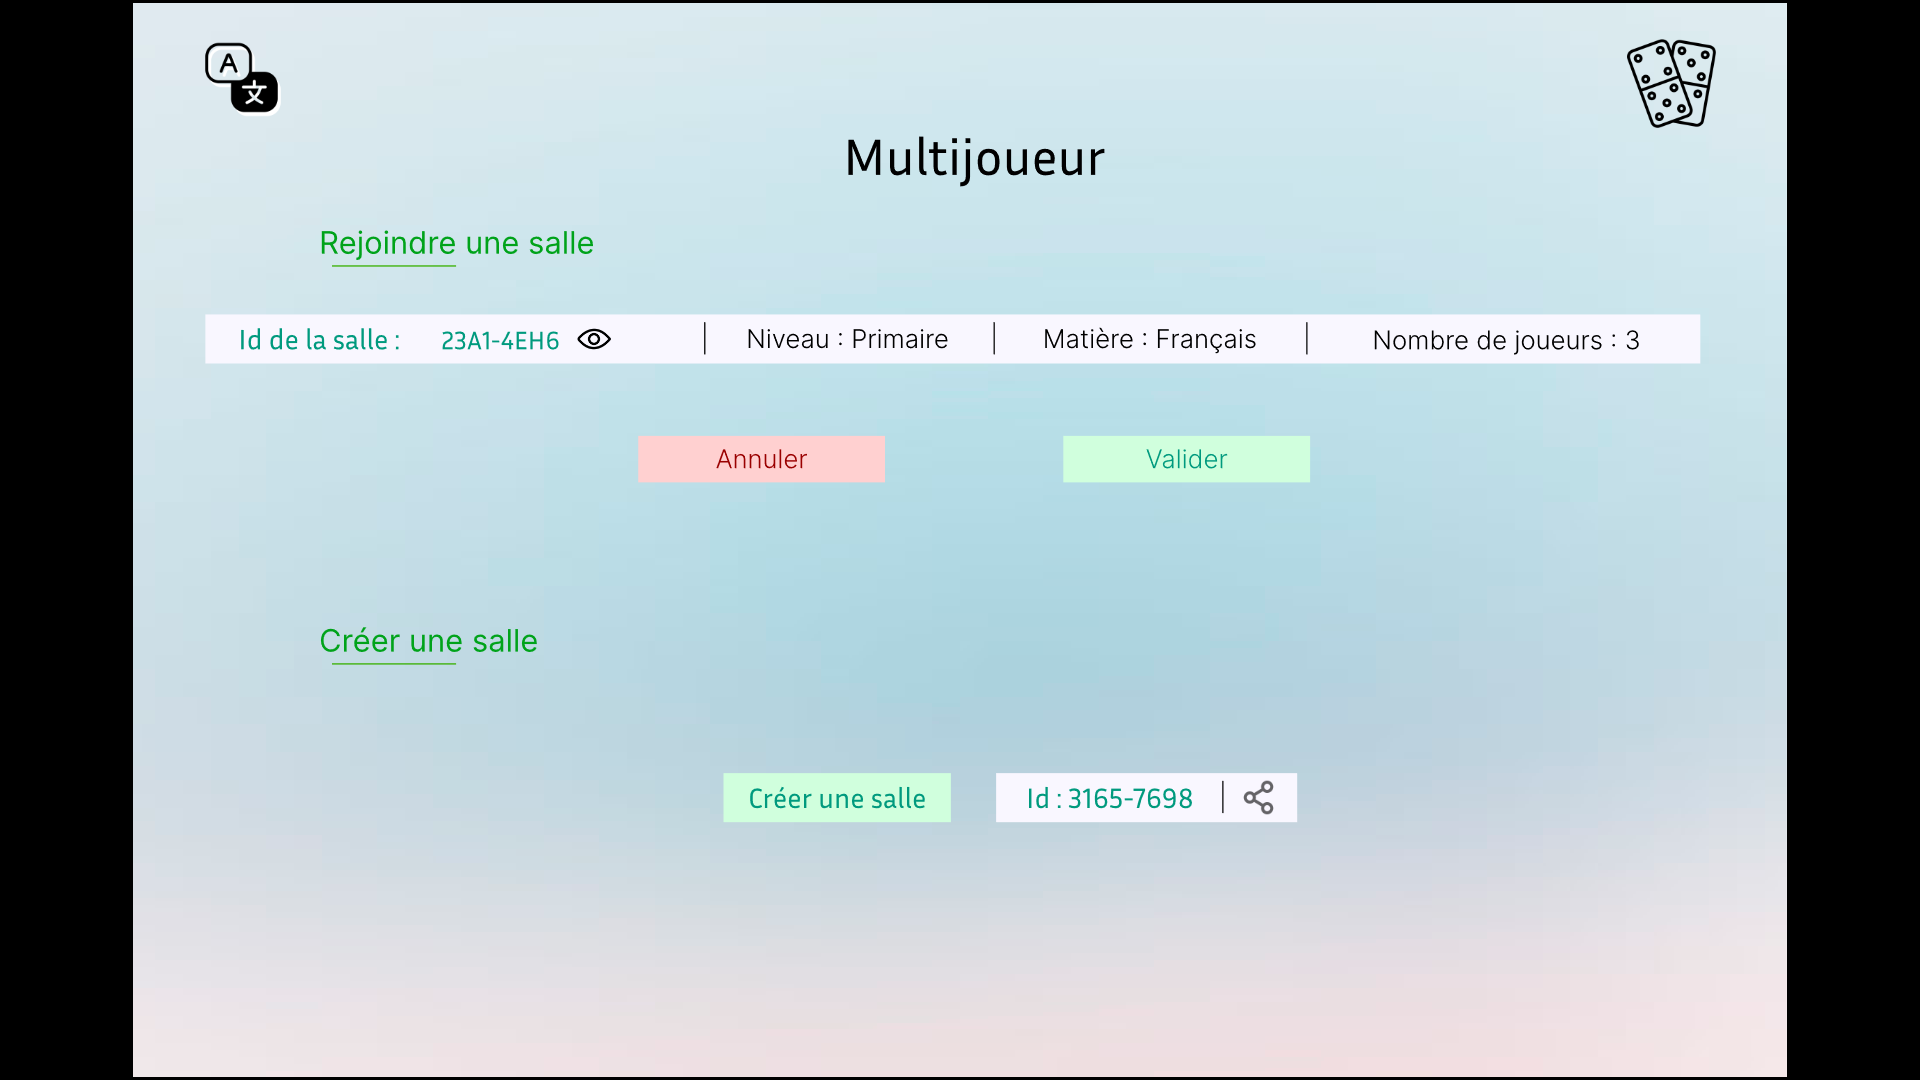 A
文
Multijoueur
Rejoindre une salle
Id de la salle : 23A1-4EH6 | Niveau : Primaire | Matière : Français | Nombre de joueurs : 3
Annuler Valider
Créer une salle
Créer une salle Id : 3165-7698 |